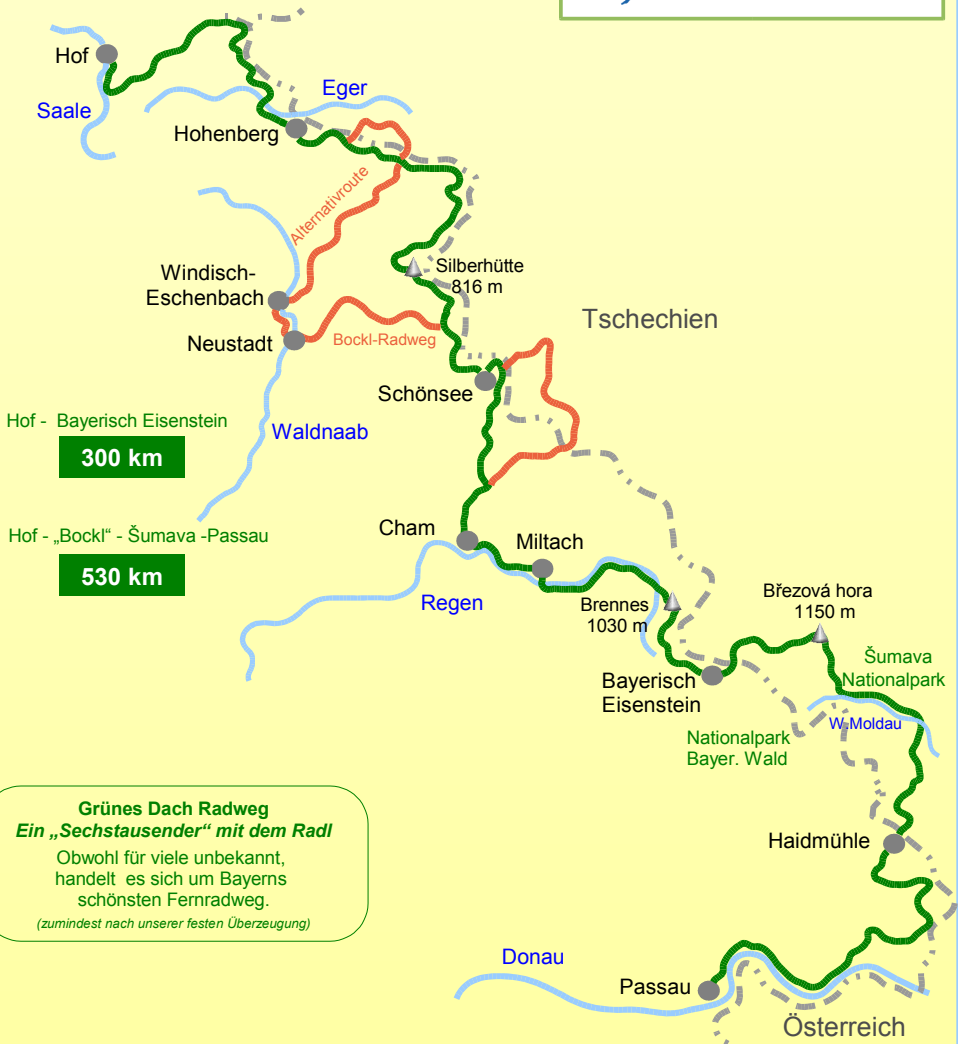 Hof
Saale
Eger
Hohenberg
Alternativroute
Silberhütte
816 m
Windisch-
Eschenbach
Tschechien
Neustadt
Bockl-Radweg
Schönsee
Hof - Bayerisch Eisenstein
300 km
Waldnaab
Hof - „Bockl“ - Šumava -Passau
530 km
Cham
Miltach
Regen
Brennes
1030 m
Březová hora
1150 m
Šumava
Nationalpark
Bayerisch
Eisenstein
W.Moldau
Nationalpark
Bayer. Wald
Grünes Dach Radweg
Ein „Sechstausender“ mit dem Radl
Obwohl für viele unbekannt,
handelt es sich um Bayerns
schönsten Fernradweg.
(zumindest nach unserer festen Überzeugung)
Haidmühle
Donau
Passau
Österreich